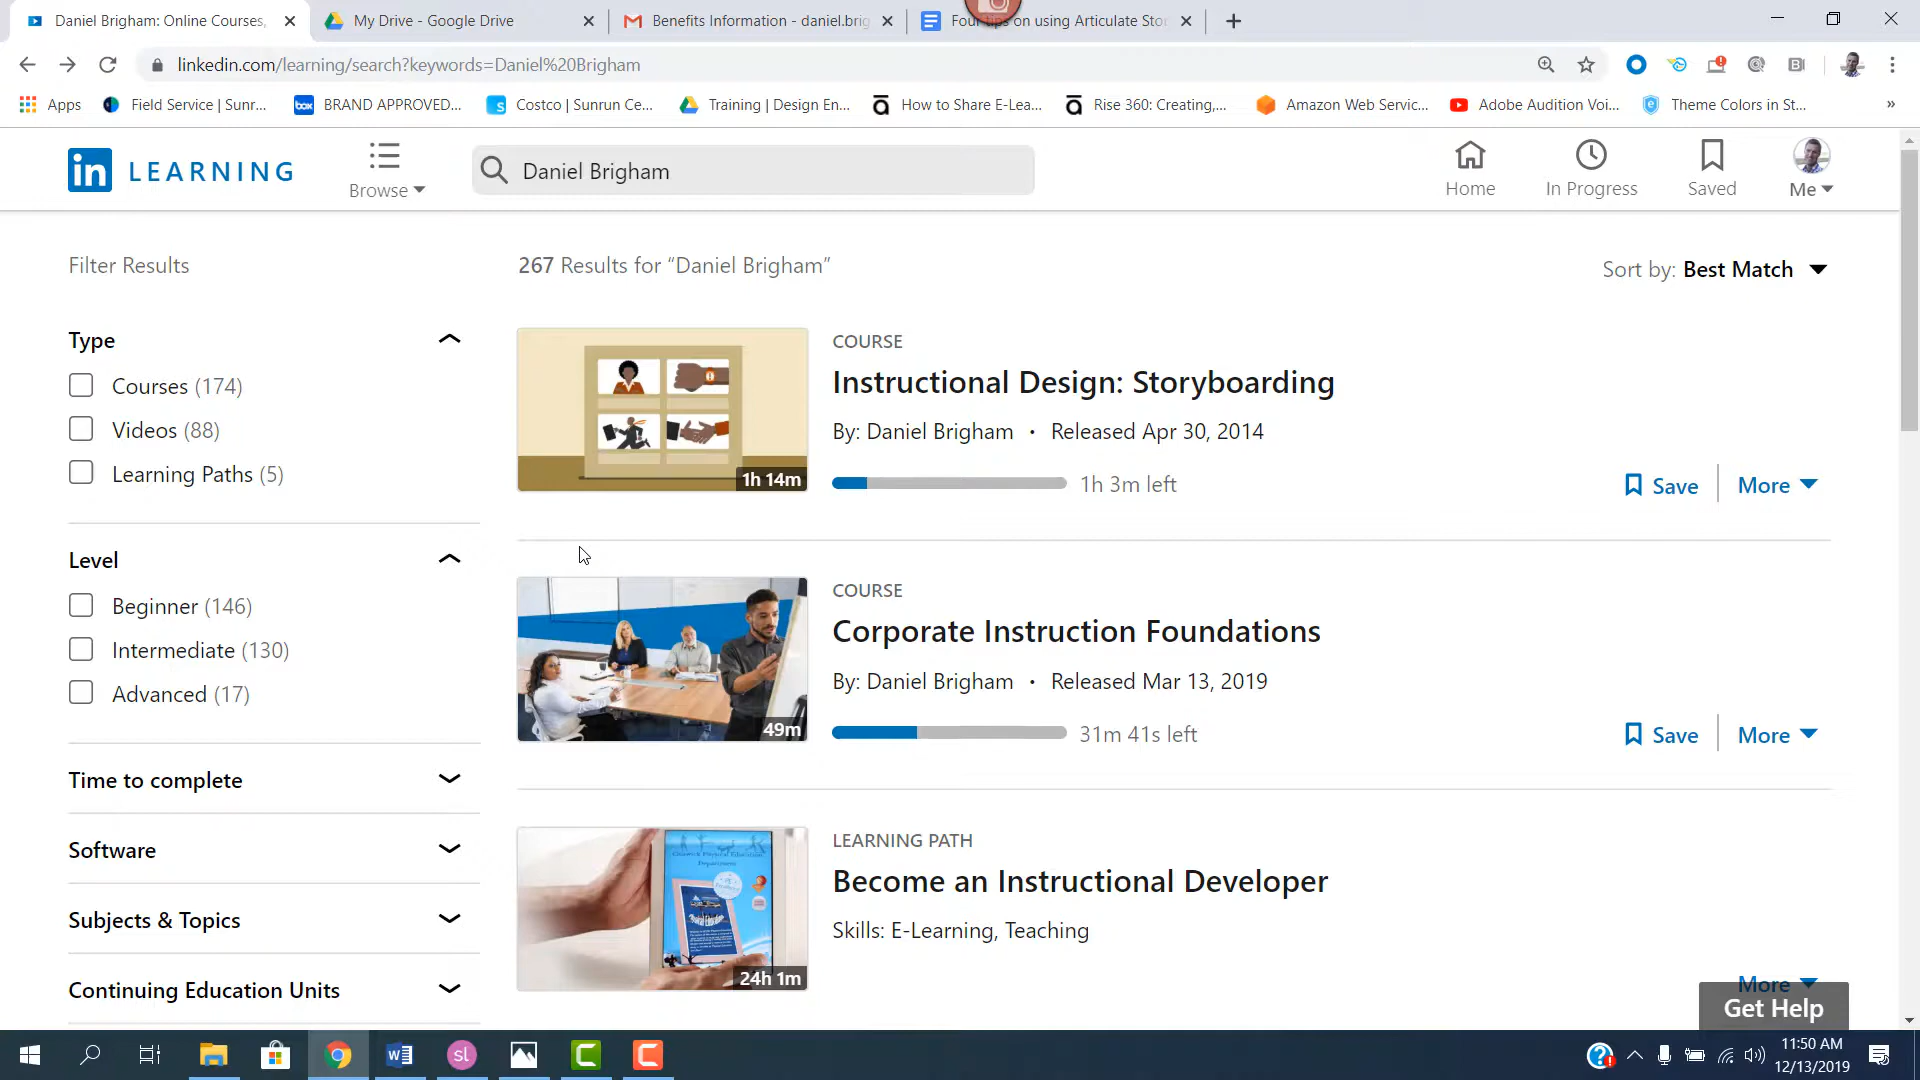 Daniel Brigham: Online Courses,
My Drive - Google Drive
Benefits Information - daniel.brig
Four tips on using Articulate Stor
linkedin.com/learning/search?keywords=Daniel%20Brigham
Apps
Field Service | Sunr...
box
BRAND APPROVED...
Costco | Sunrun Ce...
Training | Design En...
How to Share E-Lea...
Rise 360: Creating,...
Amazon Web Servic...
Adobe Audition Voi...
Theme Colors in St...
»
in LEARNING
Browse
Daniel Brigham
Home
In Progress
Saved
Me
Filter Results
267 Results for “Daniel Brigham”
Sort by: Best Match
Type
Courses (174)
Videos (88)
Learning Paths (5)
Level
Beginner (146)
Intermediate (130)
Advanced (17)
Time to complete
Software
Subjects & Topics
Continuing Education Units
1h 14m
COURSE
Instructional Design: Storyboarding
By: Daniel Brigham • Released Apr 30, 2014
1h 3m left
Save
More
49m
COURSE
Corporate Instruction Foundations
By: Daniel Brigham • Released Mar 13, 2019
31m 41s left
Save
More
24h 1m
LEARNING PATH
Become an Instructional Developer
Skills: E-Learning, Teaching
More
Get Help
sl
11:50 AM
12/13/2019